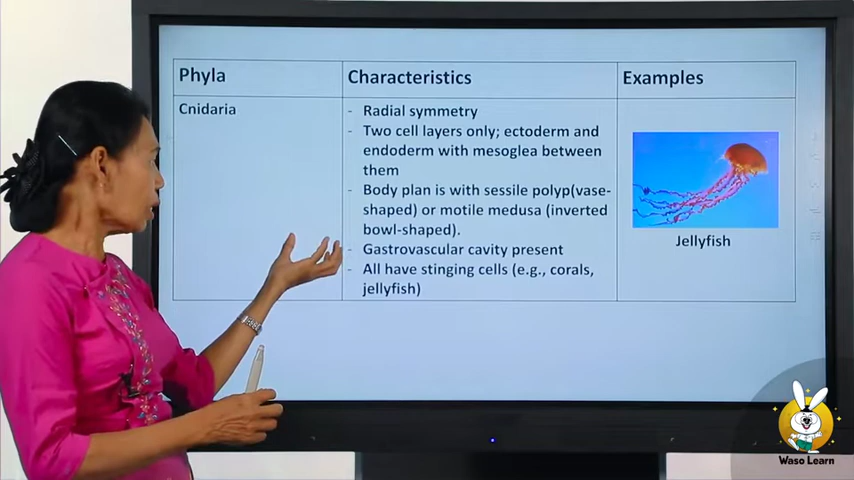 Phyla
Characteristics
Examples
Cnidaria
- Radial symmetry
- Two cell layers only; ectoderm and
endoderm with mesoglea between
them
- Body plan is with sessile polyp(vase-
shaped) or motile medusa (inverted
bowl-shaped).
- Gastrovascular cavity present
- All have stinging cells (e.g., corals,
jellyfish)
Jellyfish
Waso Learn